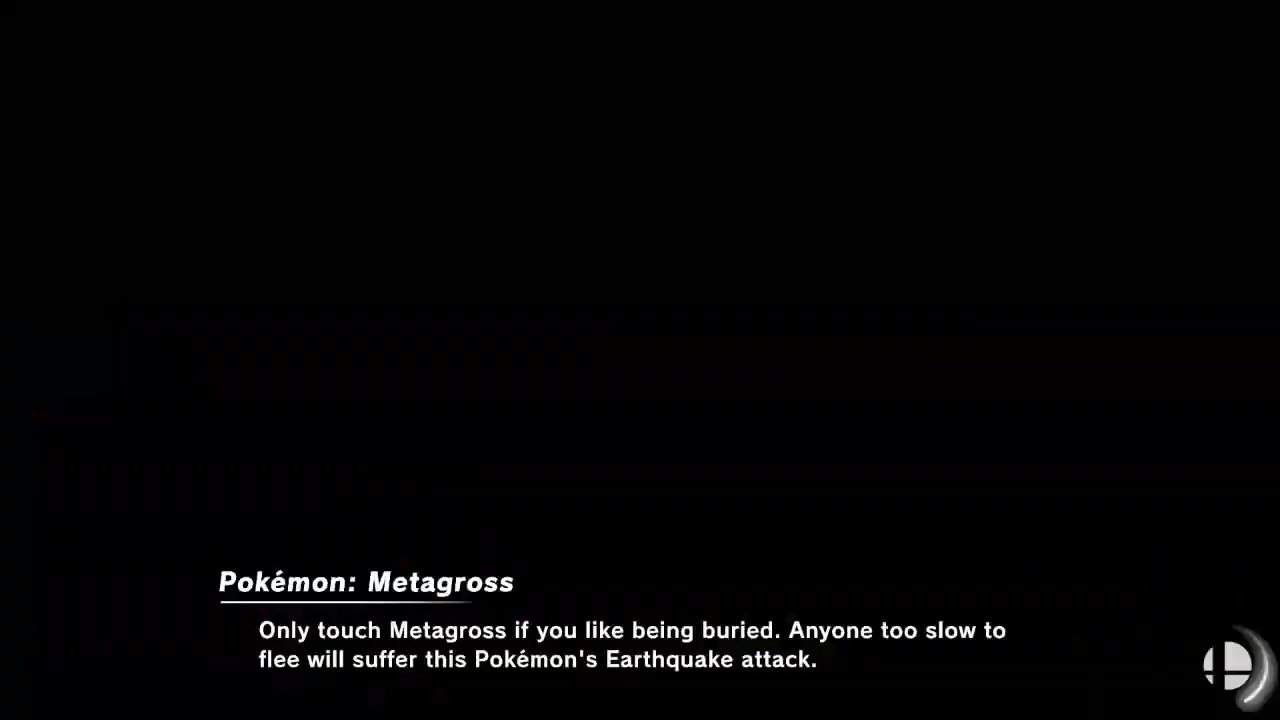 Pokémon: Metagross
Only touch Metagross if you like being buried. Anyone too slow to
flee will suffer this Pokémon's Earthquake attack.